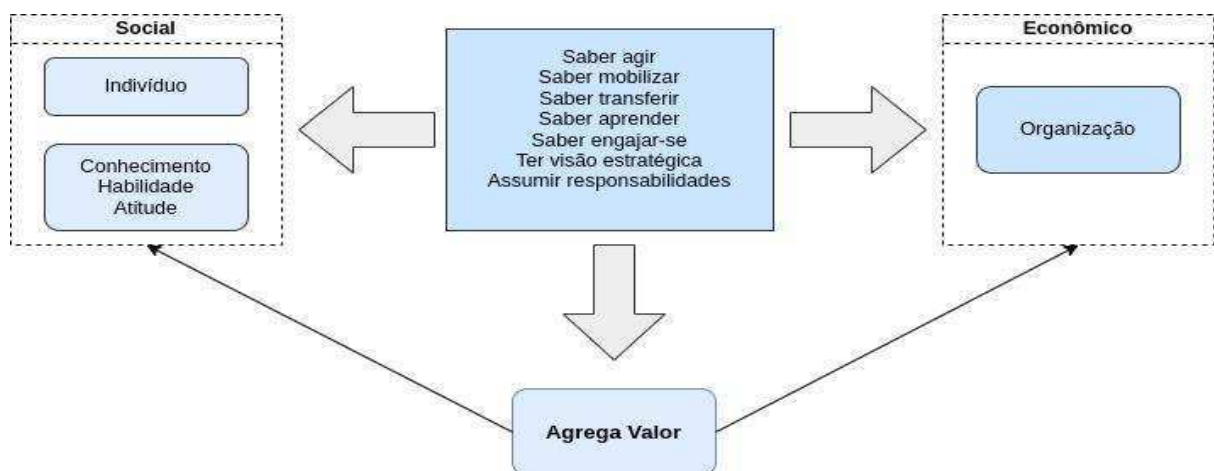 Social
Indivíduo
Conhecimento
Habilidade
Atitude
Saber agir
Saber mobilizar
Saber transferir
Saber aprender
Saber engajar-se
Ter visão estratégica
Assumir responsabilidades
Econômico
Organização
Agrega Valor